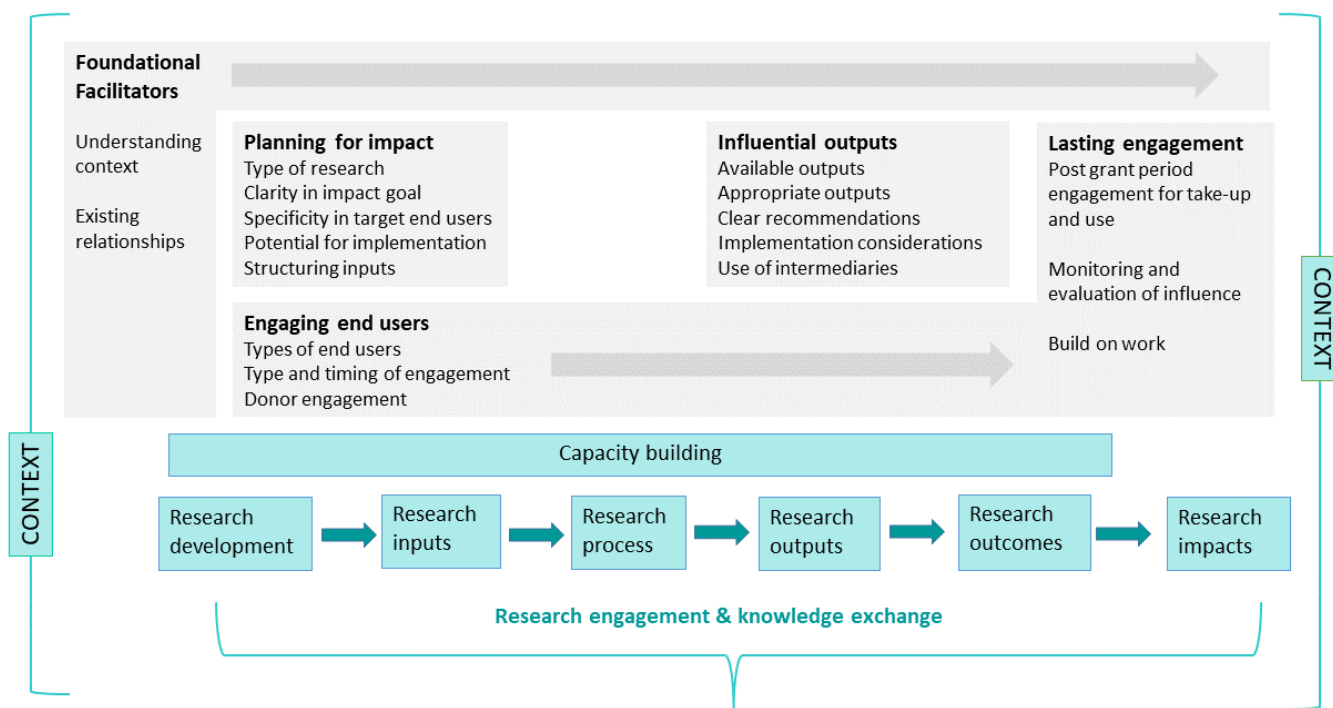 Foundational
Facilitators
Understanding
context
Existing
relationships
Planning for impact
Type of research
Clarity in impact goal
Specificity in target end users
Potential for implementation
Structuring inputs
Influential outputs
Available outputs
Appropriate outputs
Clear recommendations
Implementation considerations
Use of intermediaries
Lasting engagement
Post grant period
engagement for take-up
and use
Monitoring and
evaluation of influence
Build on work
Engaging end users
Types of end users
Type and timing of engagement
Donor engagement
CONTEXT
CONTEXT
Capacity building
Research
development
Research
inputs
Research
process
Research
outputs
Research
outcomes
Research
impacts
Research engagement & knowledge exchange